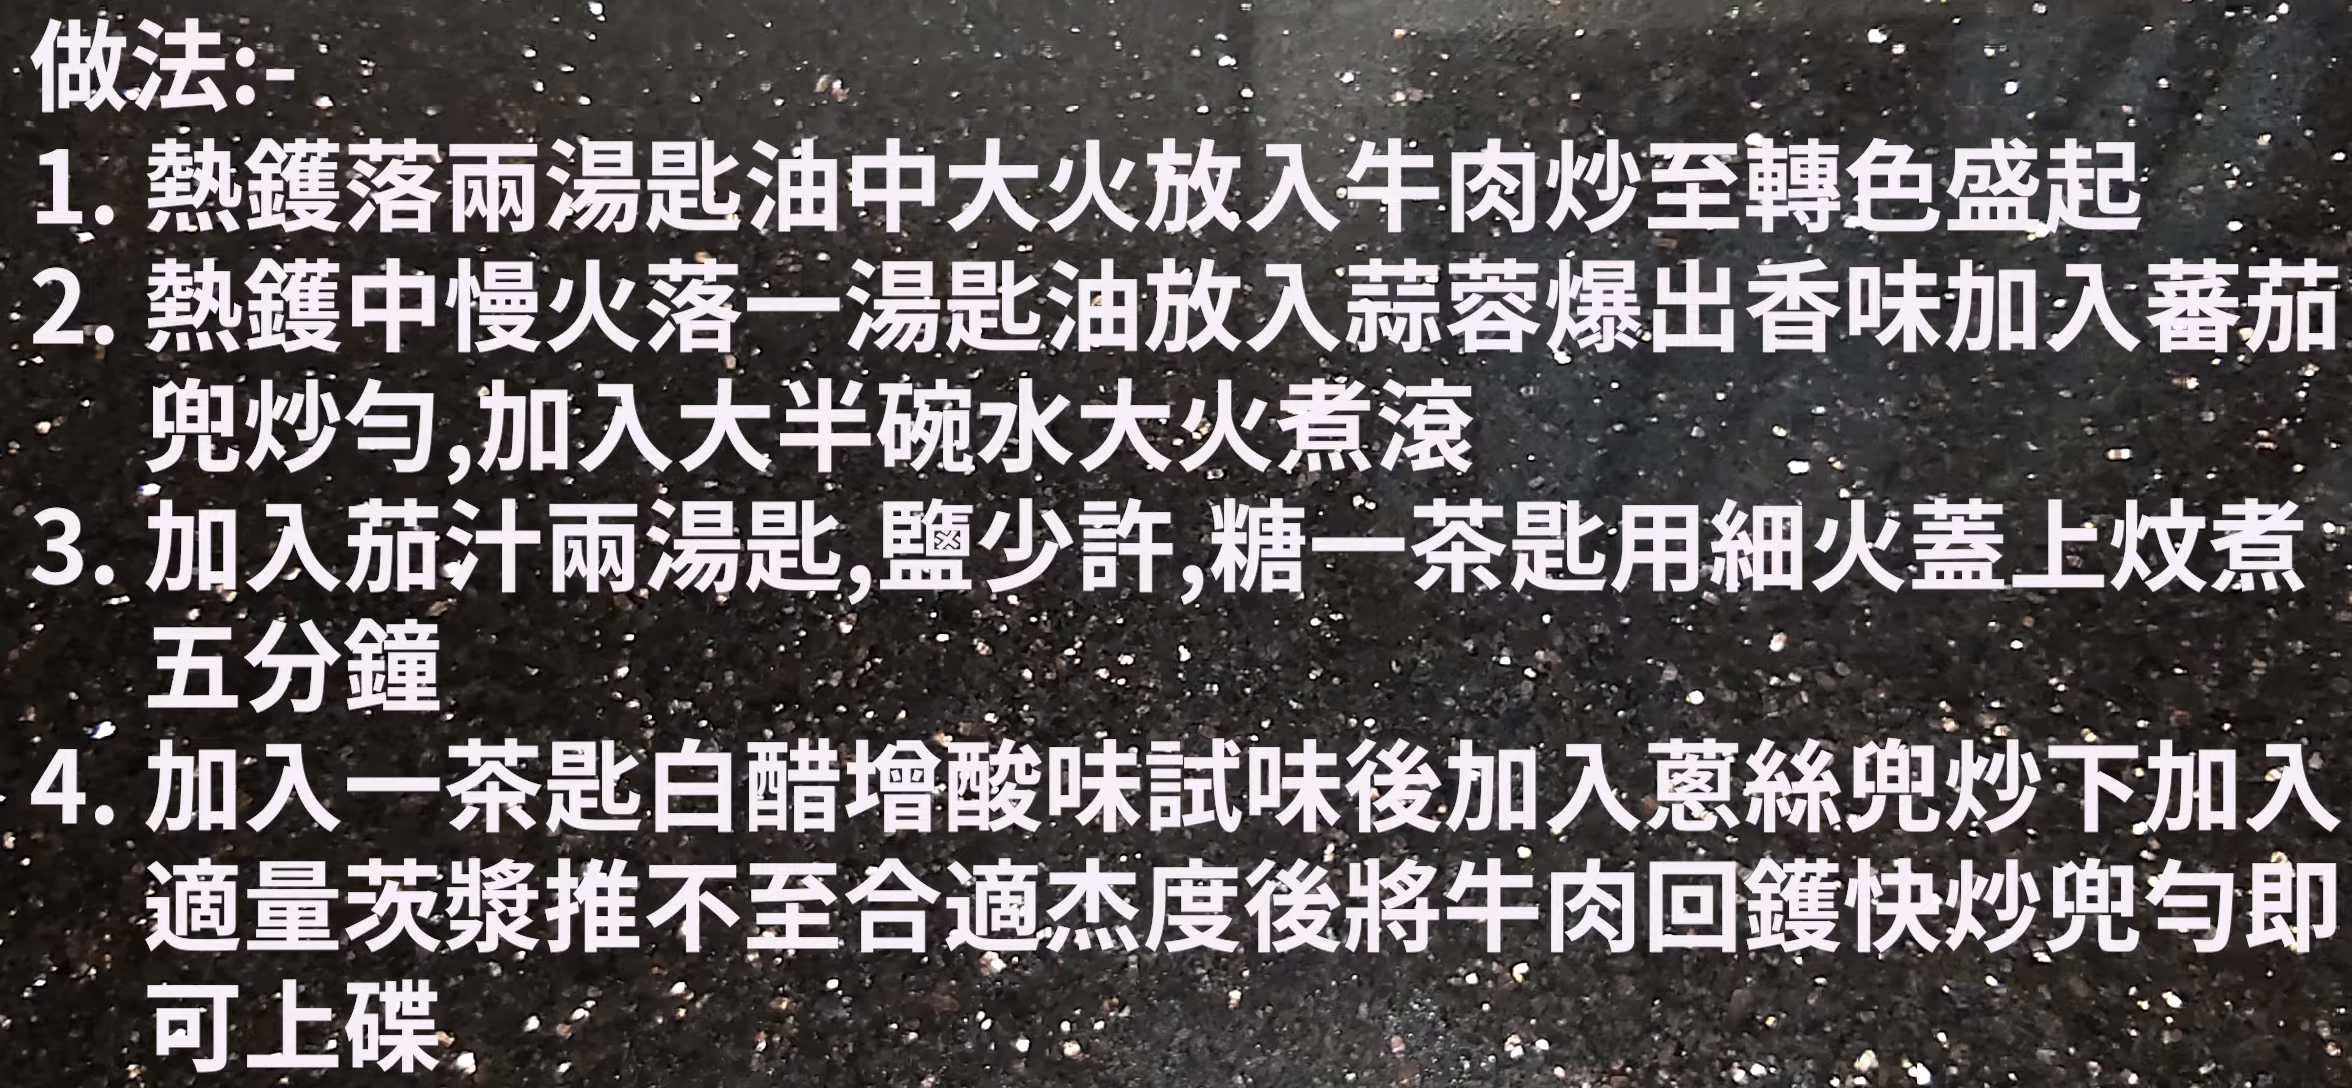 做法:-
1. 熱鑊落兩湯匙油中大火放入牛肉炒至轉色盛起
2. 熱鑊中慢火落一湯匙油放入蒜蓉爆出香味加入蕃茄
兜炒勻,加入大半碗水大火煮滾
3. 加入茄汁兩湯匙,鹽少許,糖一茶匙用細火蓋上炆煮
五分鐘
4. 加入一茶匙白醋增酸味試味後加入蔥絲兜炒下加入
適量茨漿推不至合適杰度後將牛肉回鑊快炒兜勻即
可上碟